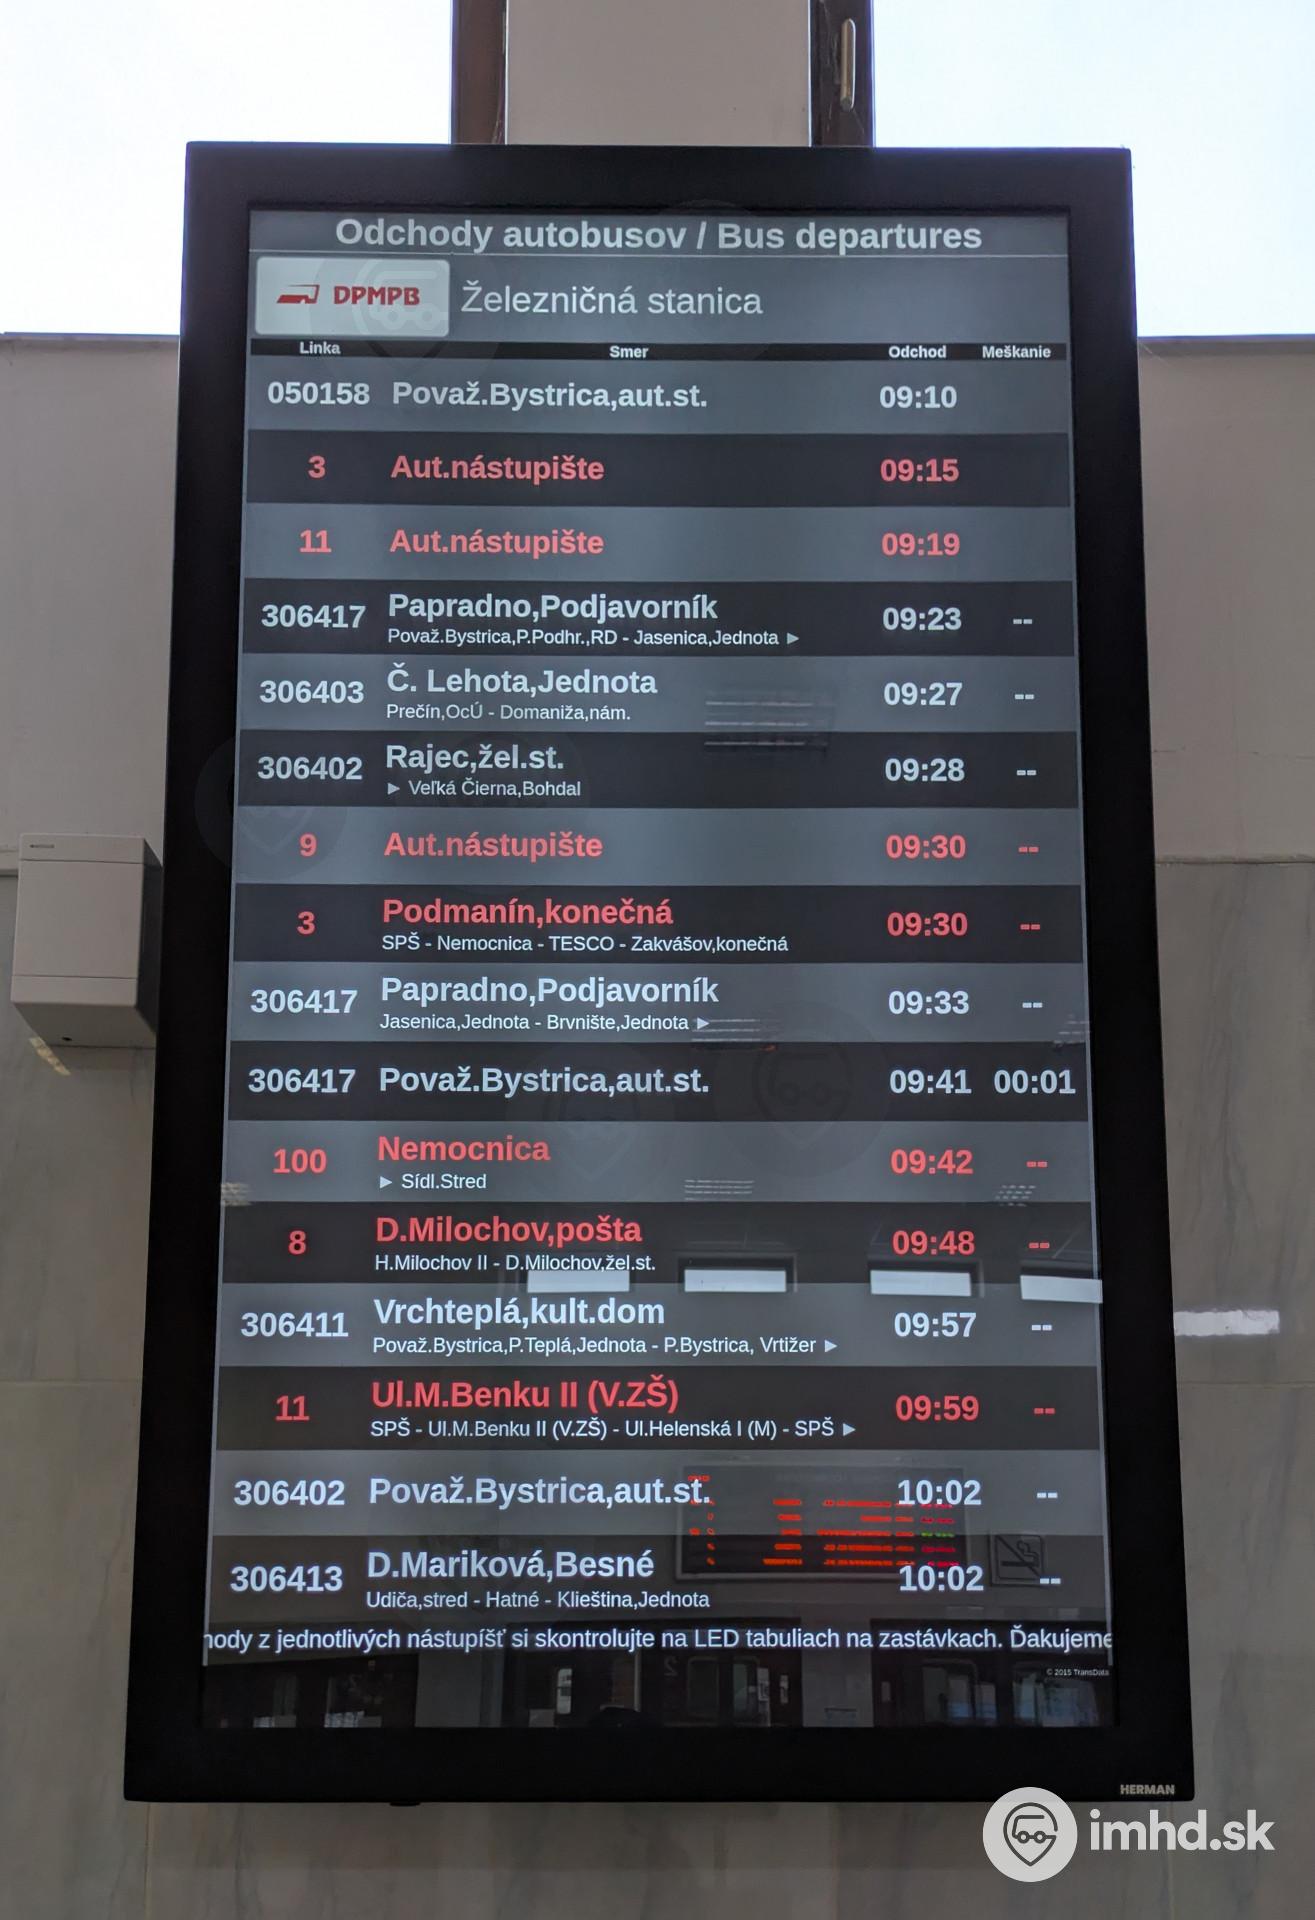 Odchody autobusov / Bus departures
DPMPB Železničná stanica
Linka Smer Odchod Meškanie
050158 Považ.Bystrica,aut.st. 09:10
3 Aut.nástupište 09:15
11 Aut.nástupište 09:19
306417 Papradno,Podjavorník 09:23 --
Považ.Bystrica,P.Podhr.,RD - Jasenica,Jednota ►
306403 Č. Lehota,Jednota 09:27 --
Prečín,OcÚ - Domaniža,nám.
306402 Rajec,žel.st. 09:28 --
► Veľká Čierna,Bohdal
9 Aut.nástupište 09:30 --
3 Podmanín,konečná 09:30 --
SPŠ - Nemocnica - TESCO - Zakvášov,konečná
306417 Papradno,Podjavorník 09:33 --
Jasenica,Jednota - Brvnište,Jednota ►
306417 Považ.Bystrica,aut.st. 09:41 00:01
100 Nemocnica 09:42 --
► Sídl.Stred
8 D.Milochov,pošta 09:48 --
H.Milochov II - D.Milochov,žel.st.
306411 Vrchteplá,kult.dom 09:57 --
Považ.Bystrica,P.Teplá,Jednota - P.Bystrica, Vrtižer ►
11 Ul.M.Benku II (V.ZŠ) 09:59 --
SPŠ - Ul.M.Benku II (V.ZŠ) - Ul.Helenská I (M) - SPŠ ►
306402 Považ.Bystrica,aut.st. 10:02 --
306413 D.Mariková,Besné 10:02 --
Udiča,stred - Hatné - Klieština,Jednota
hody z jednotlivých nástupíšť si skontrolujte na LED tabuliach na zastávkach. Ďakujeme
© 2015 TransData
HERMAN
imhd.sk